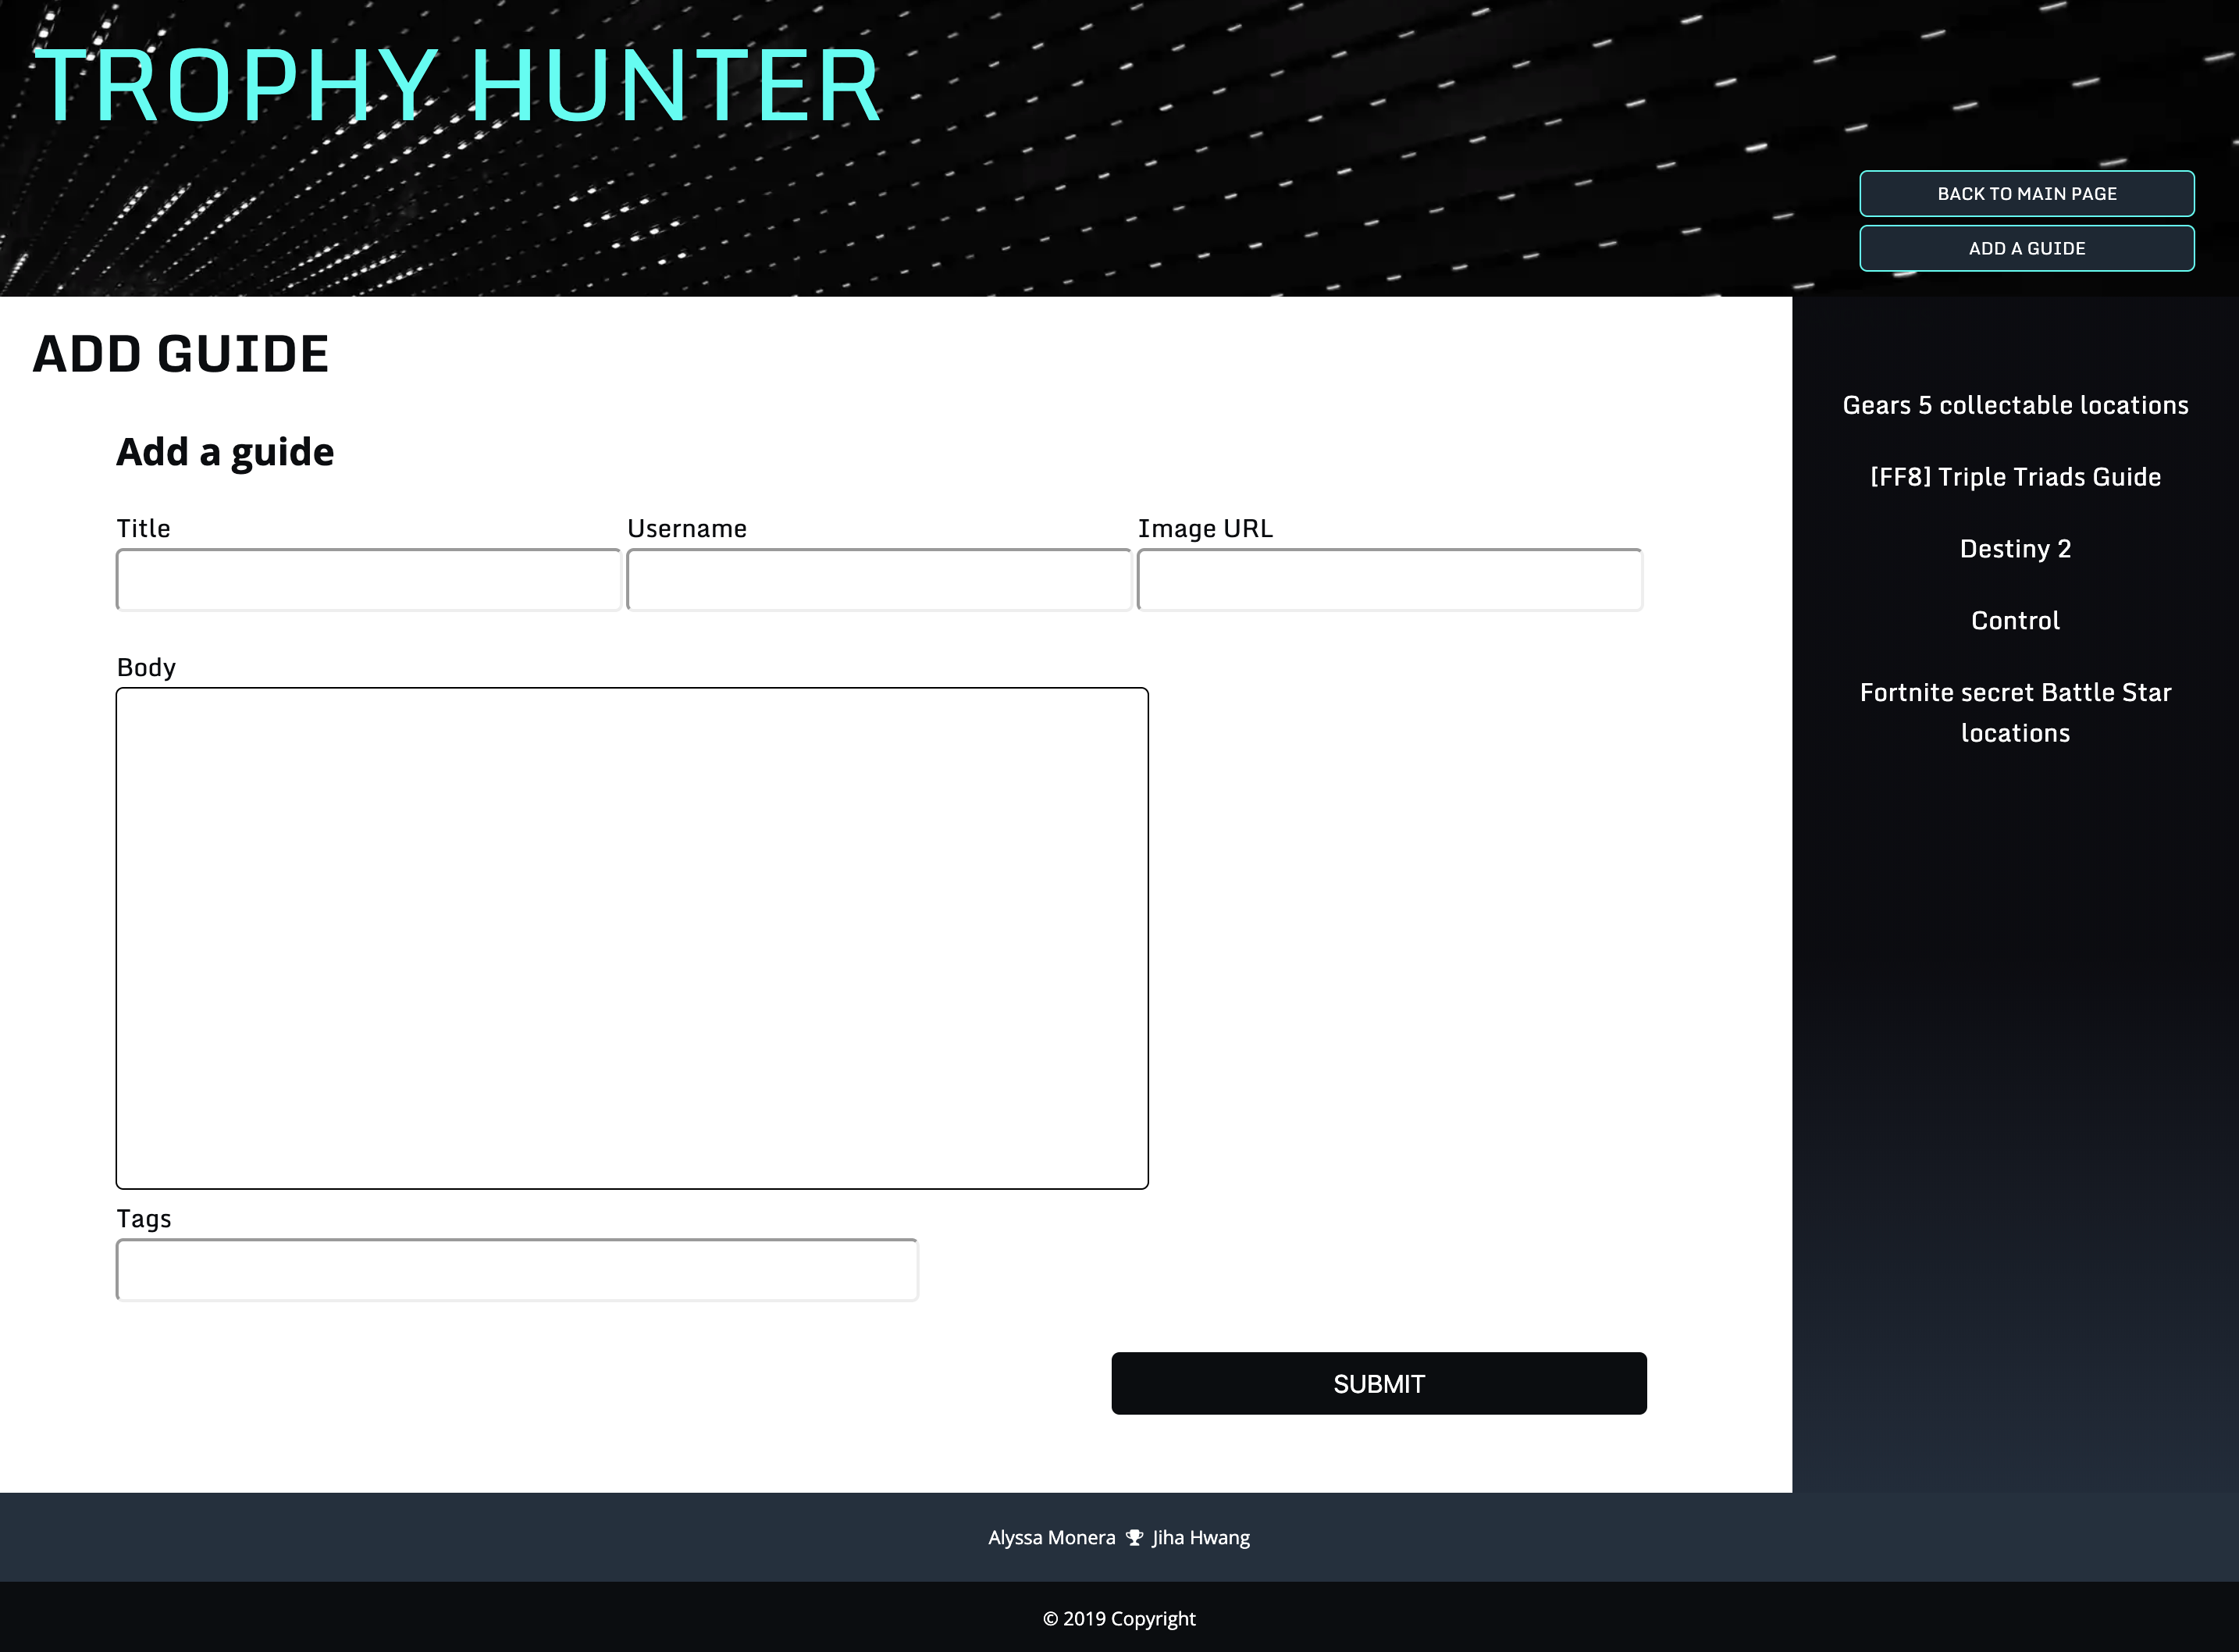 TROPHY HUNTER
BACK TO MAIN PAGE
ADD A GUIDE
ADD GUIDE
Add a guide
Title
Username
Image URL
Body
Tags
SUBMIT
Gears 5 collectable locations
[FF8] Triple Triads Guide
Destiny 2
Control
Fortnite secret Battle Star
locations
Alyssa Monera Jiha Hwang
© 2019 Copyright